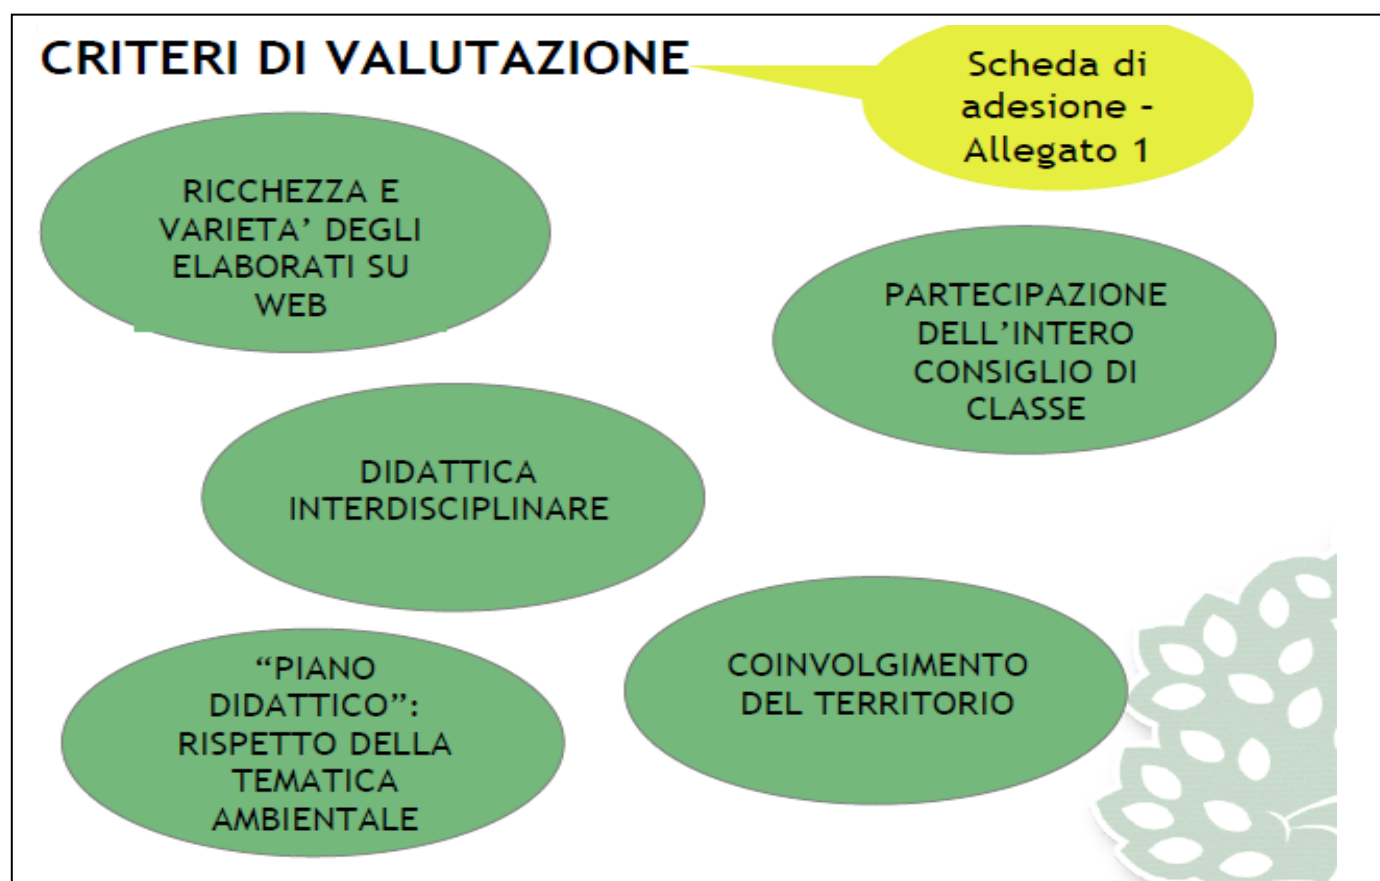 CRITERI DI VALUTAZIONE
Scheda di
adesione –
Allegato 1
RICCHEZZA E
VARIETA’ DEGLI
ELABORATI SU
WEB
PARTECIPAZIONE
DELL’INTERO
CONSIGLIO DI
CLASSE
DIDATTICA
INTERDISCIPLINARE
“PIANO
DIDATTICO”:
RISPETTO DELLA
TEMATICA
AMBIENTALE
COINVOLGIMENTO
DEL TERRITORIO